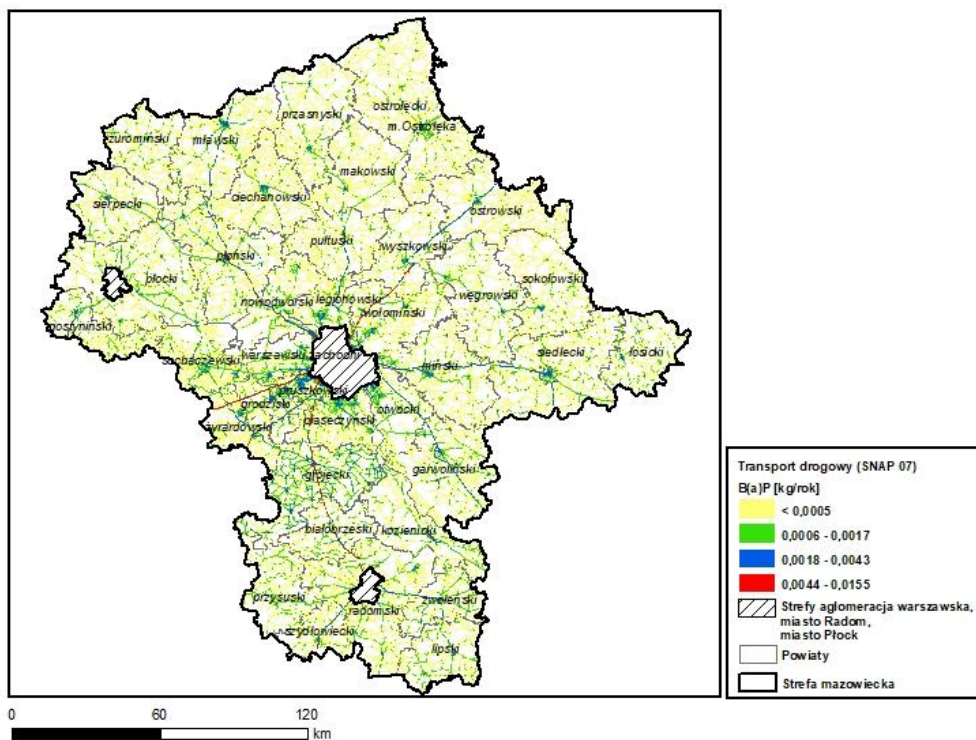 ostrołęcki
przasnyski
m.Ostrołęka
żuromiński
mławski
makowski
ciechanowski
sierpecki
ostrowski
pułtuski
wyszkowski
płoński
sokołowski
płocki
węgrowski
nowodworski
legionowski
wołomiński
gostyniński
sochaczewski
warszawski zachodni
siedlecki
łosicki
miński
pruszkowski
grodziski
otwocki
żyrardowski
piaseczyński
garwoliński
grójecki
białobrzeski
kozienicki
przysuski
zwoleński
radomski
szydłowiecki
lipski
Transport drogowy (SNAP 07)
B(a)P [kg/rok]
< 0,0005
0,0006 - 0,0017
0,0018 - 0,0043
0,0044 - 0,0155
Strefy aglomeracja warszawska,
miasto Radom,
miasto Płock
Powiaty
Strefa mazowiecka
0 60 120
km